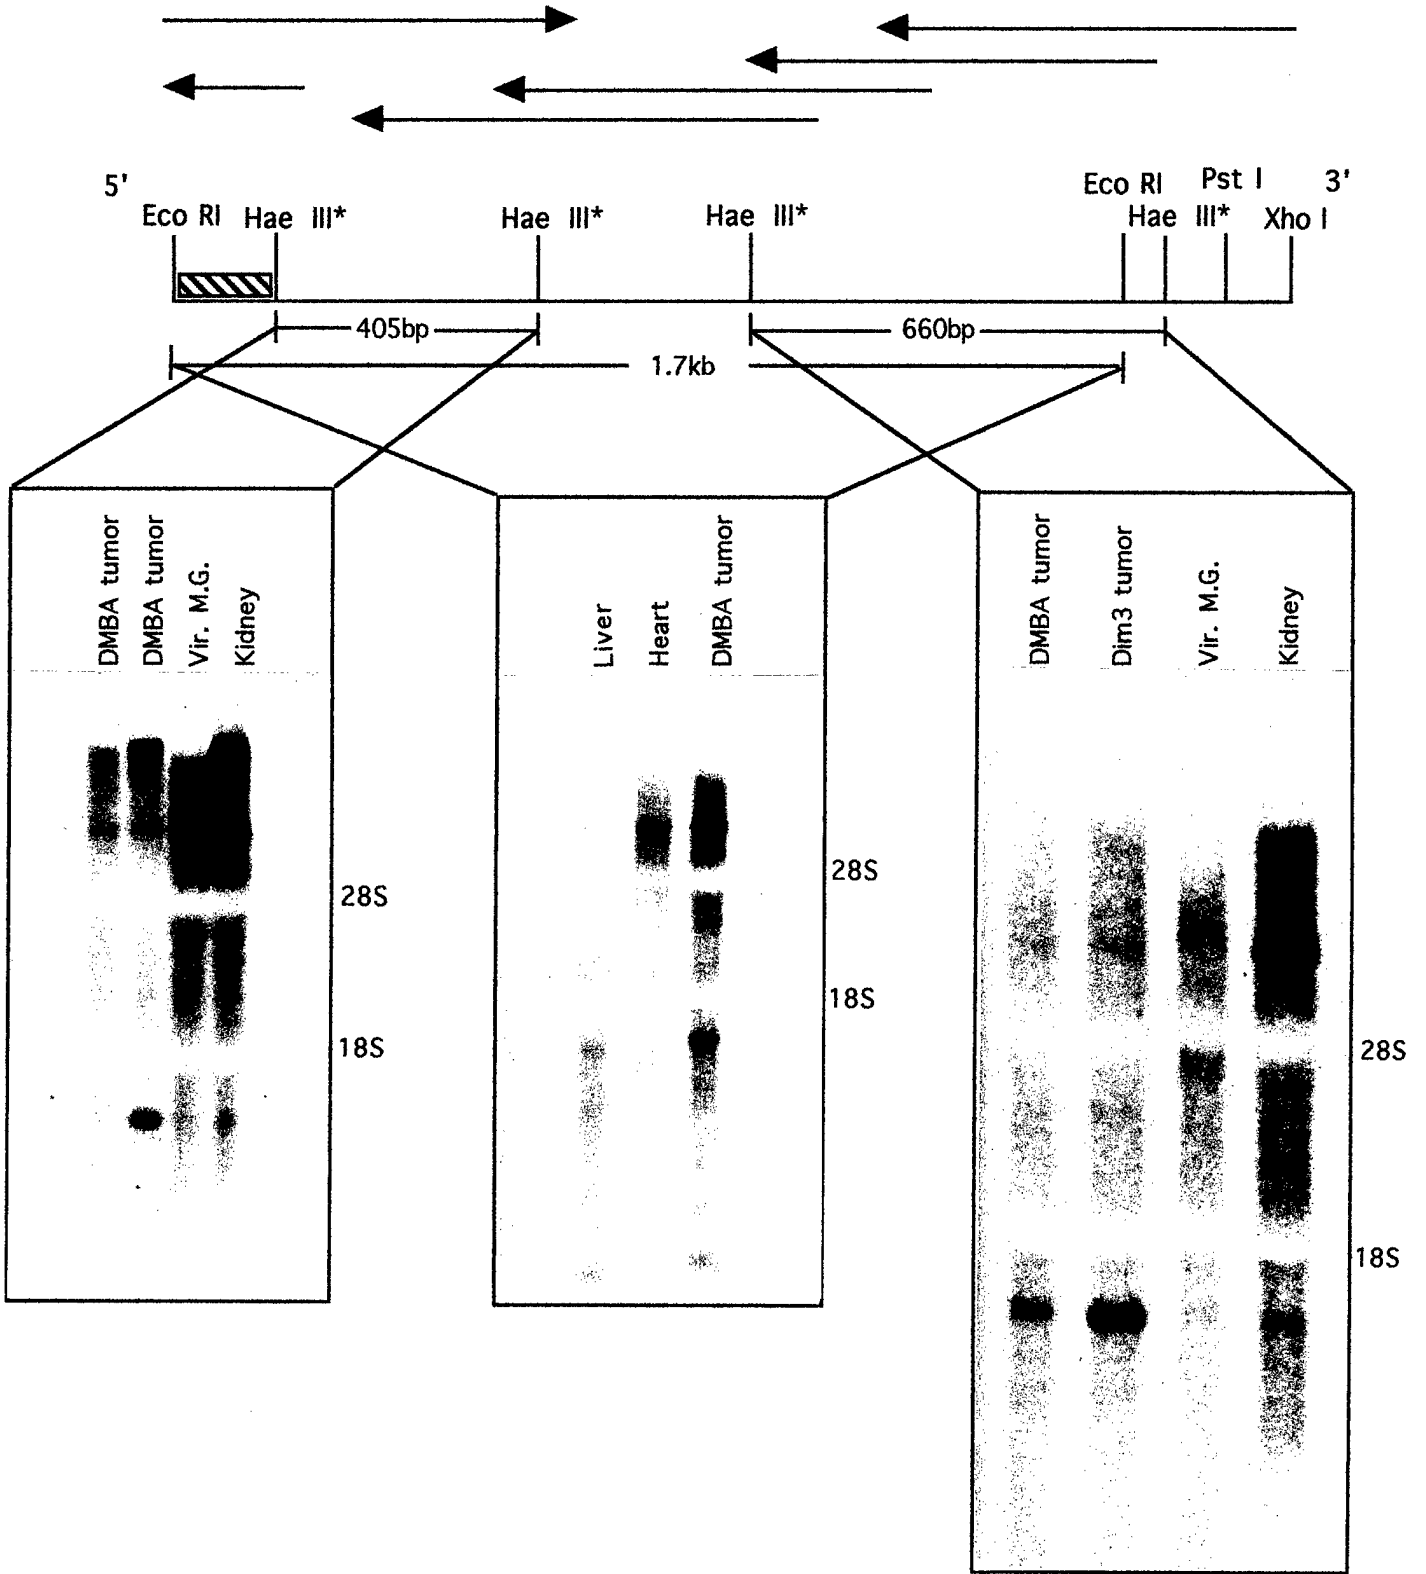 5'
Eco RI
Hae III*
Hae III*
Hae III*
Eco RI
Hae III*
Pst I
Xho I
3'
405bp
660bp
1.7kb
DMBA tumor
DMBA tumor
Vir. M.G.
Kidney
28S
18S
Liver
Heart
DMBA tumor
28S
18S
DMBA tumor
Dim3 tumor
Vir. M.G.
Kidney
28S
18S